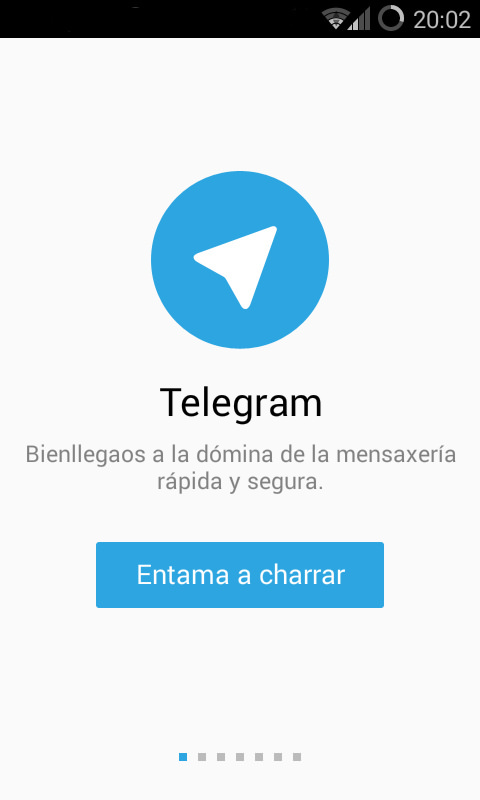 20:02
Telegram
Bienllegaos a la dómina de la mensaxería
rápida y segura.
Entama a charrar